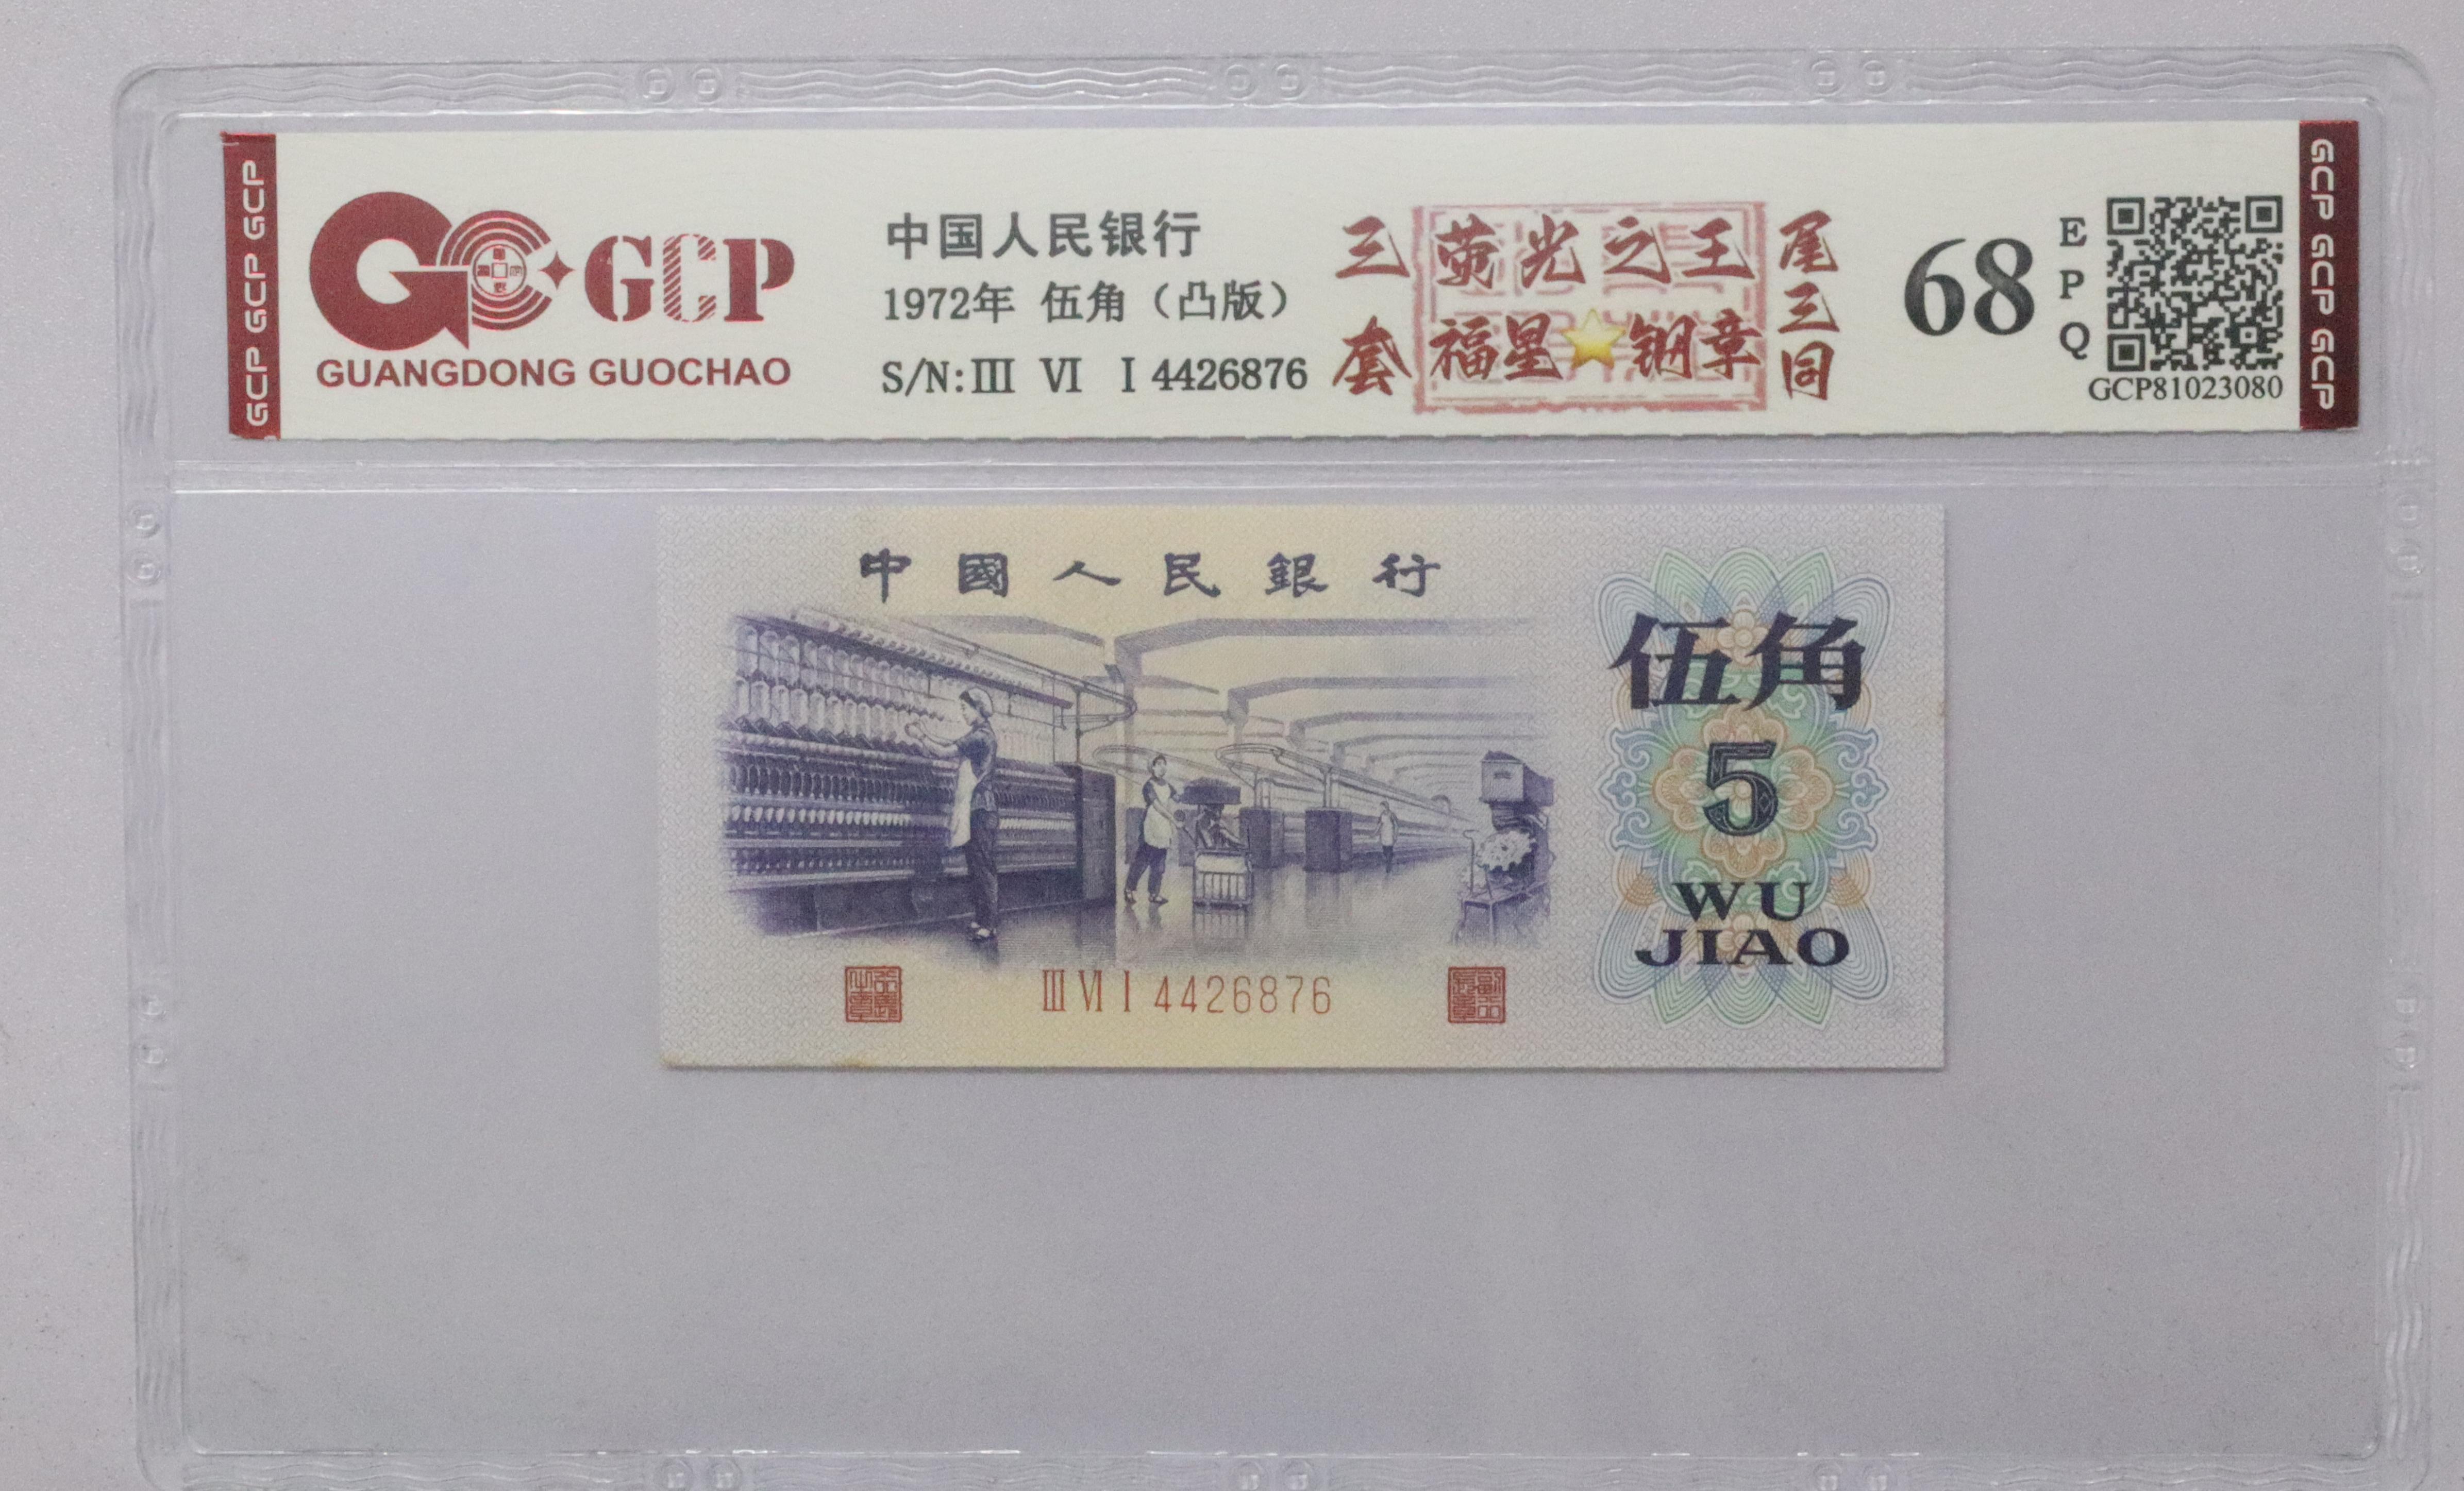 GCP GCP GCP
GCP
GUANGDONG GUOCHAO
中国人民银行
1972年 伍角（凸版）
S/N:Ⅲ Ⅵ Ⅰ 4426876
三套
荧光之王
福星⭐钢章
尾三同
68
EPQ
GCP81023080
GCP GCP GCP
中國人民銀行
伍角
5
WU
JIAO
Ⅲ Ⅵ Ⅰ 4426876